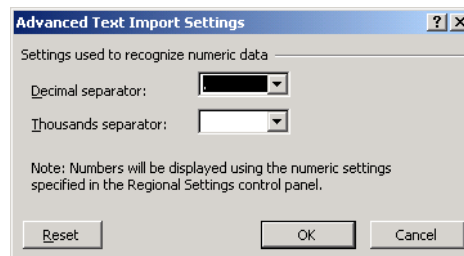 Advanced Text Import Settings
Settings used to recognize numeric data
Decimal separator: .
Thousands separator:
Note: Numbers will be displayed using the numeric settings
specified in the Regional Settings control panel.
Reset OK Cancel